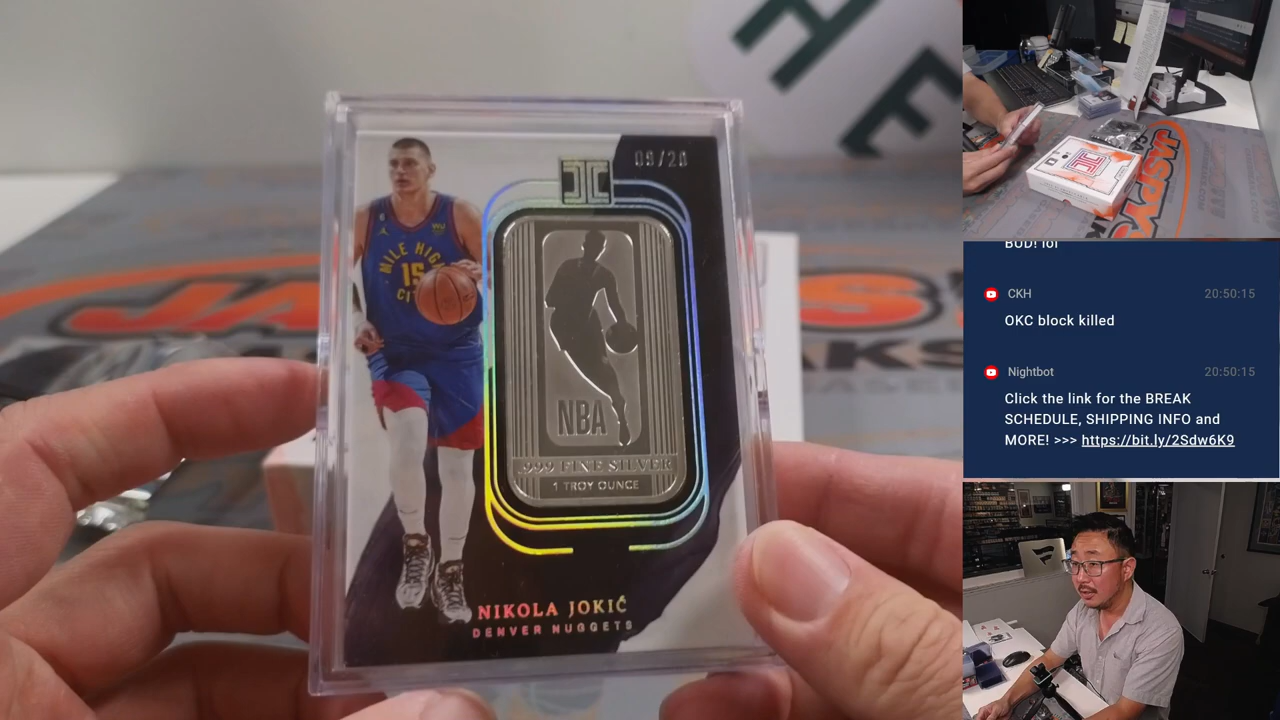 09/20
MILE HIGH
15
CITY
NBA
.999 FINE SILVER
1 TROY OUNCE
NIKOLA JOKIĆ
DENVER NUGGETS
JASPY'S
BUD! lol
CKH 20:50:15
OKC block killed
Nightbot 20:50:15
Click the link for the BREAK
SCHEDULE, SHIPPING INFO and
MORE! >>> https://bit.ly/2Sdw6K9